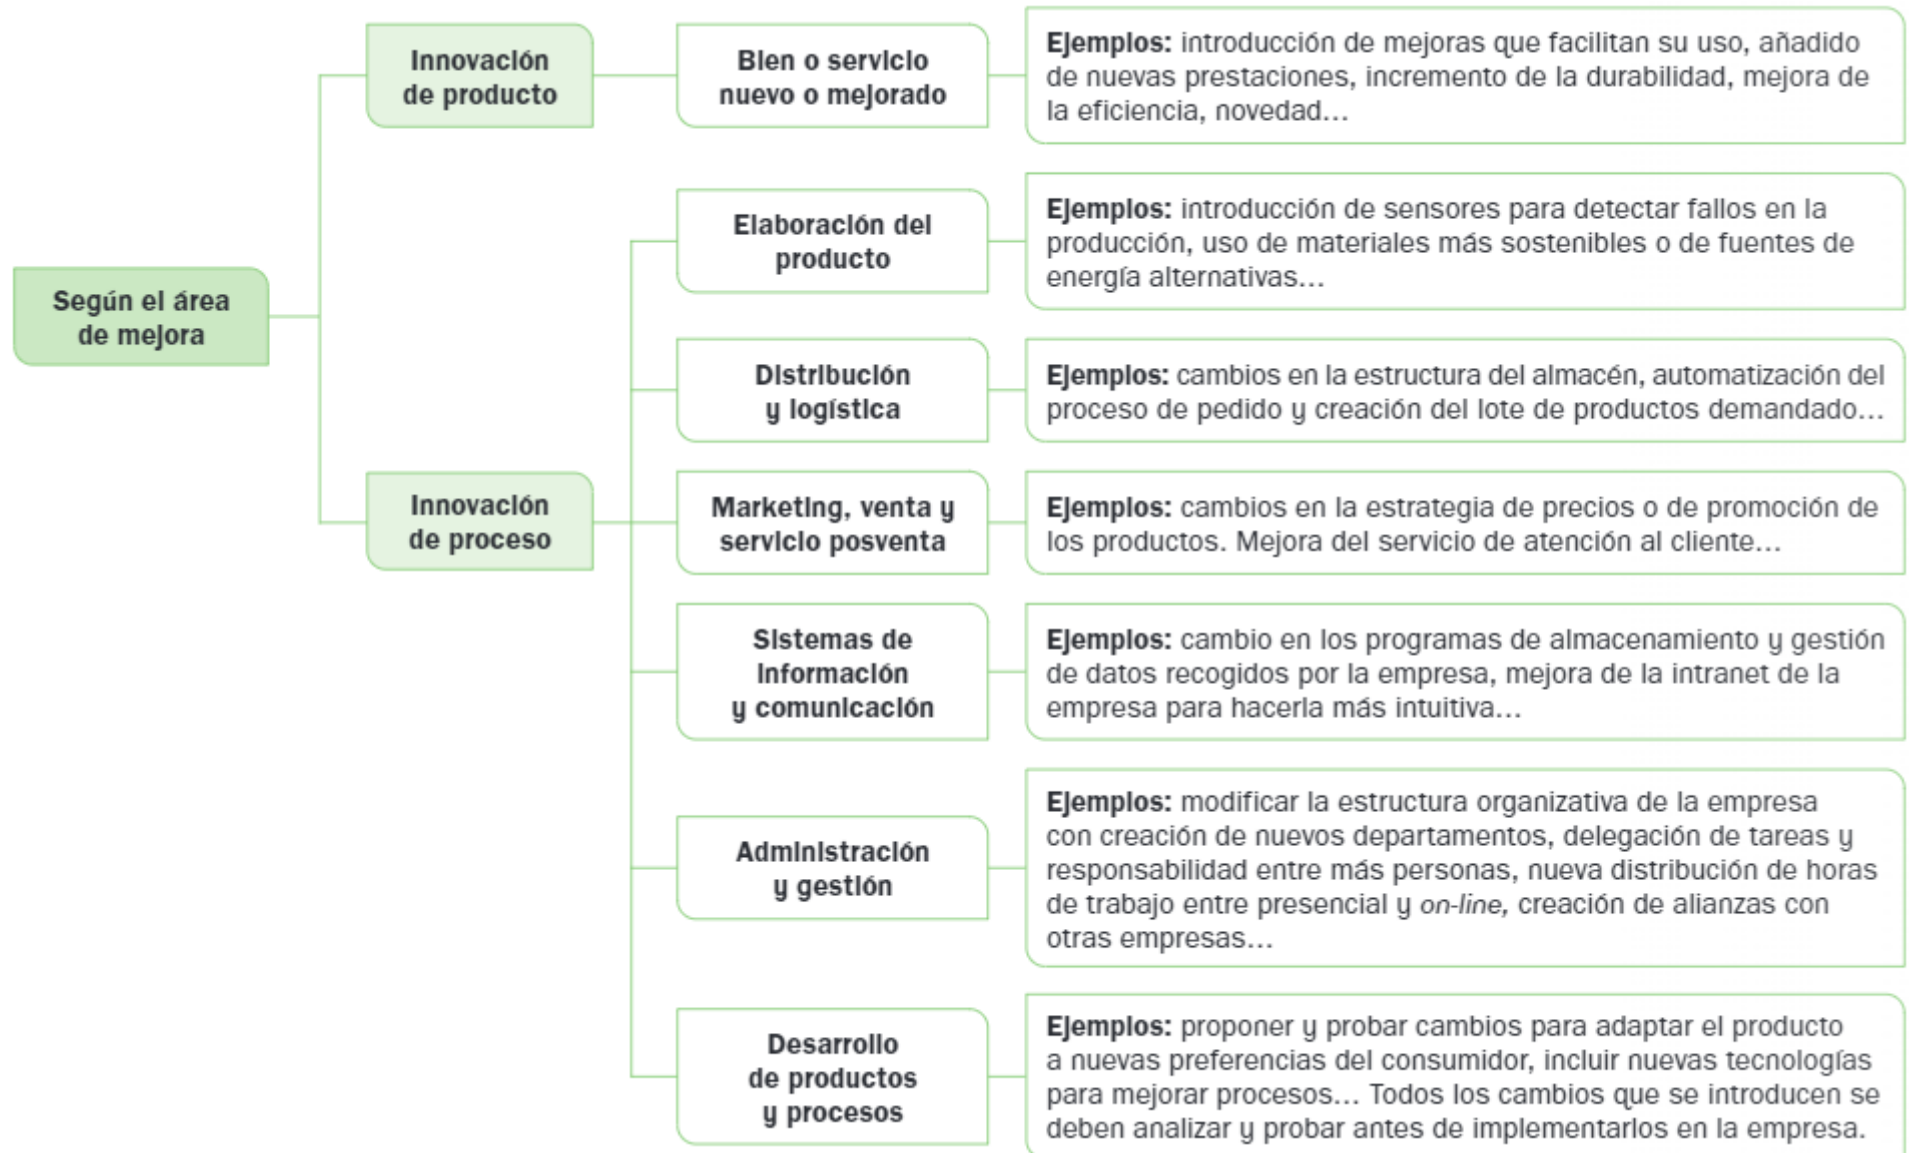 Innovación
de producto
Bien o servicio
nuevo o mejorado
Ejemplos: introducción de mejoras que facilitan su uso, añadido
de nuevas prestaciones, incremento de la durabilidad, mejora de
la eficiencia, novedad...
Según el área
de mejora
Innovación
de proceso
Elaboración del
producto
Ejemplos: introducción de sensores para detectar fallos en la
producción, uso de materiales más sostenibles o de fuentes de
energía alternativas...
Distribución
y logística
Ejemplos: cambios en la estructura del almacén, automatización del
proceso de pedido y creación del lote de productos demandado...
Marketing, venta y
servicio posventa
Ejemplos: cambios en la estrategia de precios o de promoción de
los productos. Mejora del servicio de atención al cliente...
Sistemas de
información
y comunicación
Ejemplos: cambio en los programas de almacenamiento y gestión
de datos recogidos por la empresa, mejora de la intranet de la
empresa para hacerla más intuitiva...
Administración
y gestión
Ejemplos: modificar la estructura organizativa de la empresa
con creación de nuevos departamentos, delegación de tareas y
responsabilidad entre más personas, nueva distribución de horas
de trabajo entre presencial y on-line, creación de alianzas con
otras empresas...
Desarrollo
de productos
y procesos
Ejemplos: proponer y probar cambios para adaptar el producto
a nuevas preferencias del consumidor, incluir nuevas tecnologías
para mejorar procesos... Todos los cambios que se introducen se
deben analizar y probar antes de implementarlos en la empresa.